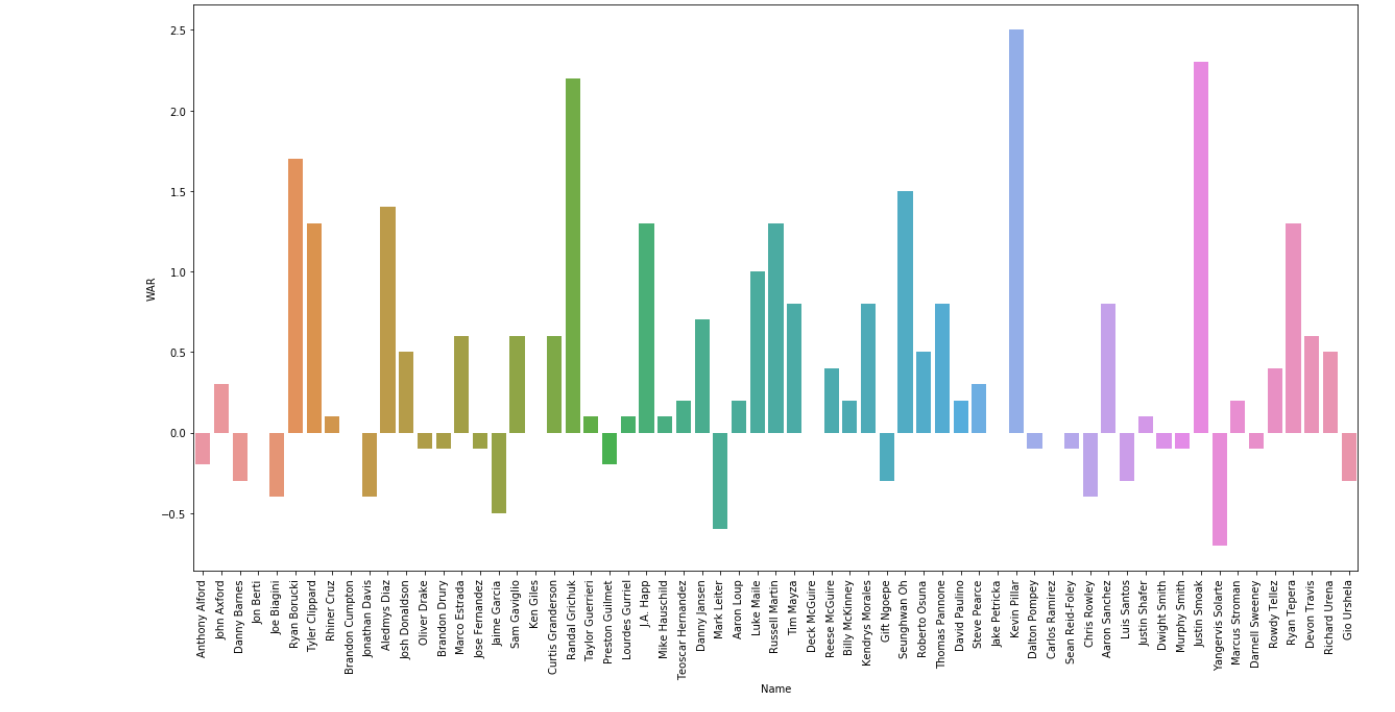 2.5
2.0
1.5
1.0
0.5
0.0
−0.5
WAR
Anthony Alford
John Axford
Danny Barnes
Jon Berti
Joe Biagini
Ryan Borucki
Tyler Clippard
Rhiner Cruz
Brandon Cumpton
Jonathan Davis
Aledmys Diaz
Josh Donaldson
Oliver Drake
Brandon Drury
Marco Estrada
Jose Fernandez
Jaime Garcia
Sam Gaviglio
Ken Giles
Curtis Granderson
Randal Grichuk
Taylor Guerrieri
Preston Guillmet
Lourdes Gurriel
J.A. Happ
Mike Hauschild
Teoscar Hernandez
Danny Jansen
Mark Leiter
Aaron Loup
Luke Maile
Russell Martin
Tim Mayza
Deck McGuire
Reese McGuire
Billy McKinney
Kendrys Morales
Gift Ngoepe
Seunghwan Oh
Roberto Osuna
Thomas Pannone
David Paulino
Steve Pearce
Jake Petricka
Kevin Pillar
Dalton Pompey
Carlos Ramirez
Sean Reid-Foley
Chris Rowley
Aaron Sanchez
Luis Santos
Justin Shafer
Dwight Smith
Murphy Smith
Justin Smoak
Yangervis Solarte
Marcus Stroman
Darnell Sweeney
Rowdy Tellez
Ryan Tepera
Devon Travis
Richard Urena
Gio Urshela
Name